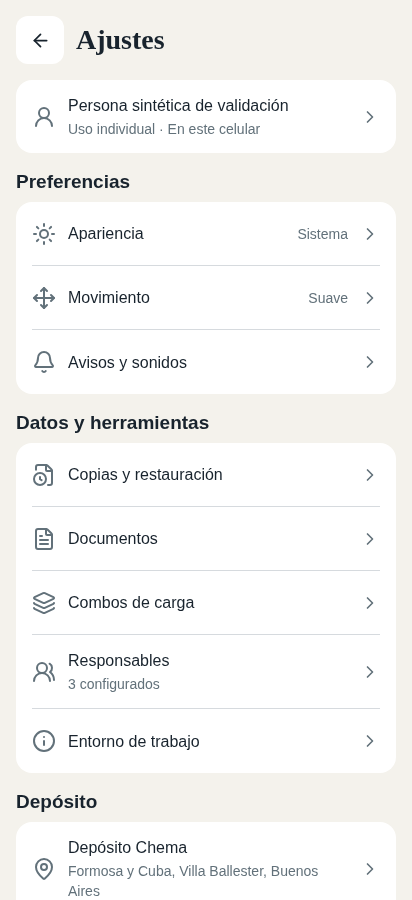 Ajustes
Persona sintética de validación
Uso individual · En este celular
Preferencias
Apariencia
Sistema
Movimiento
Suave
Avisos y sonidos
Datos y herramientas
Copias y restauración
Documentos
Combos de carga
Responsables
3 configurados
Entorno de trabajo
Depósito
Depósito Chema
Formosa y Cuba, Villa Ballester, Buenos
Aires